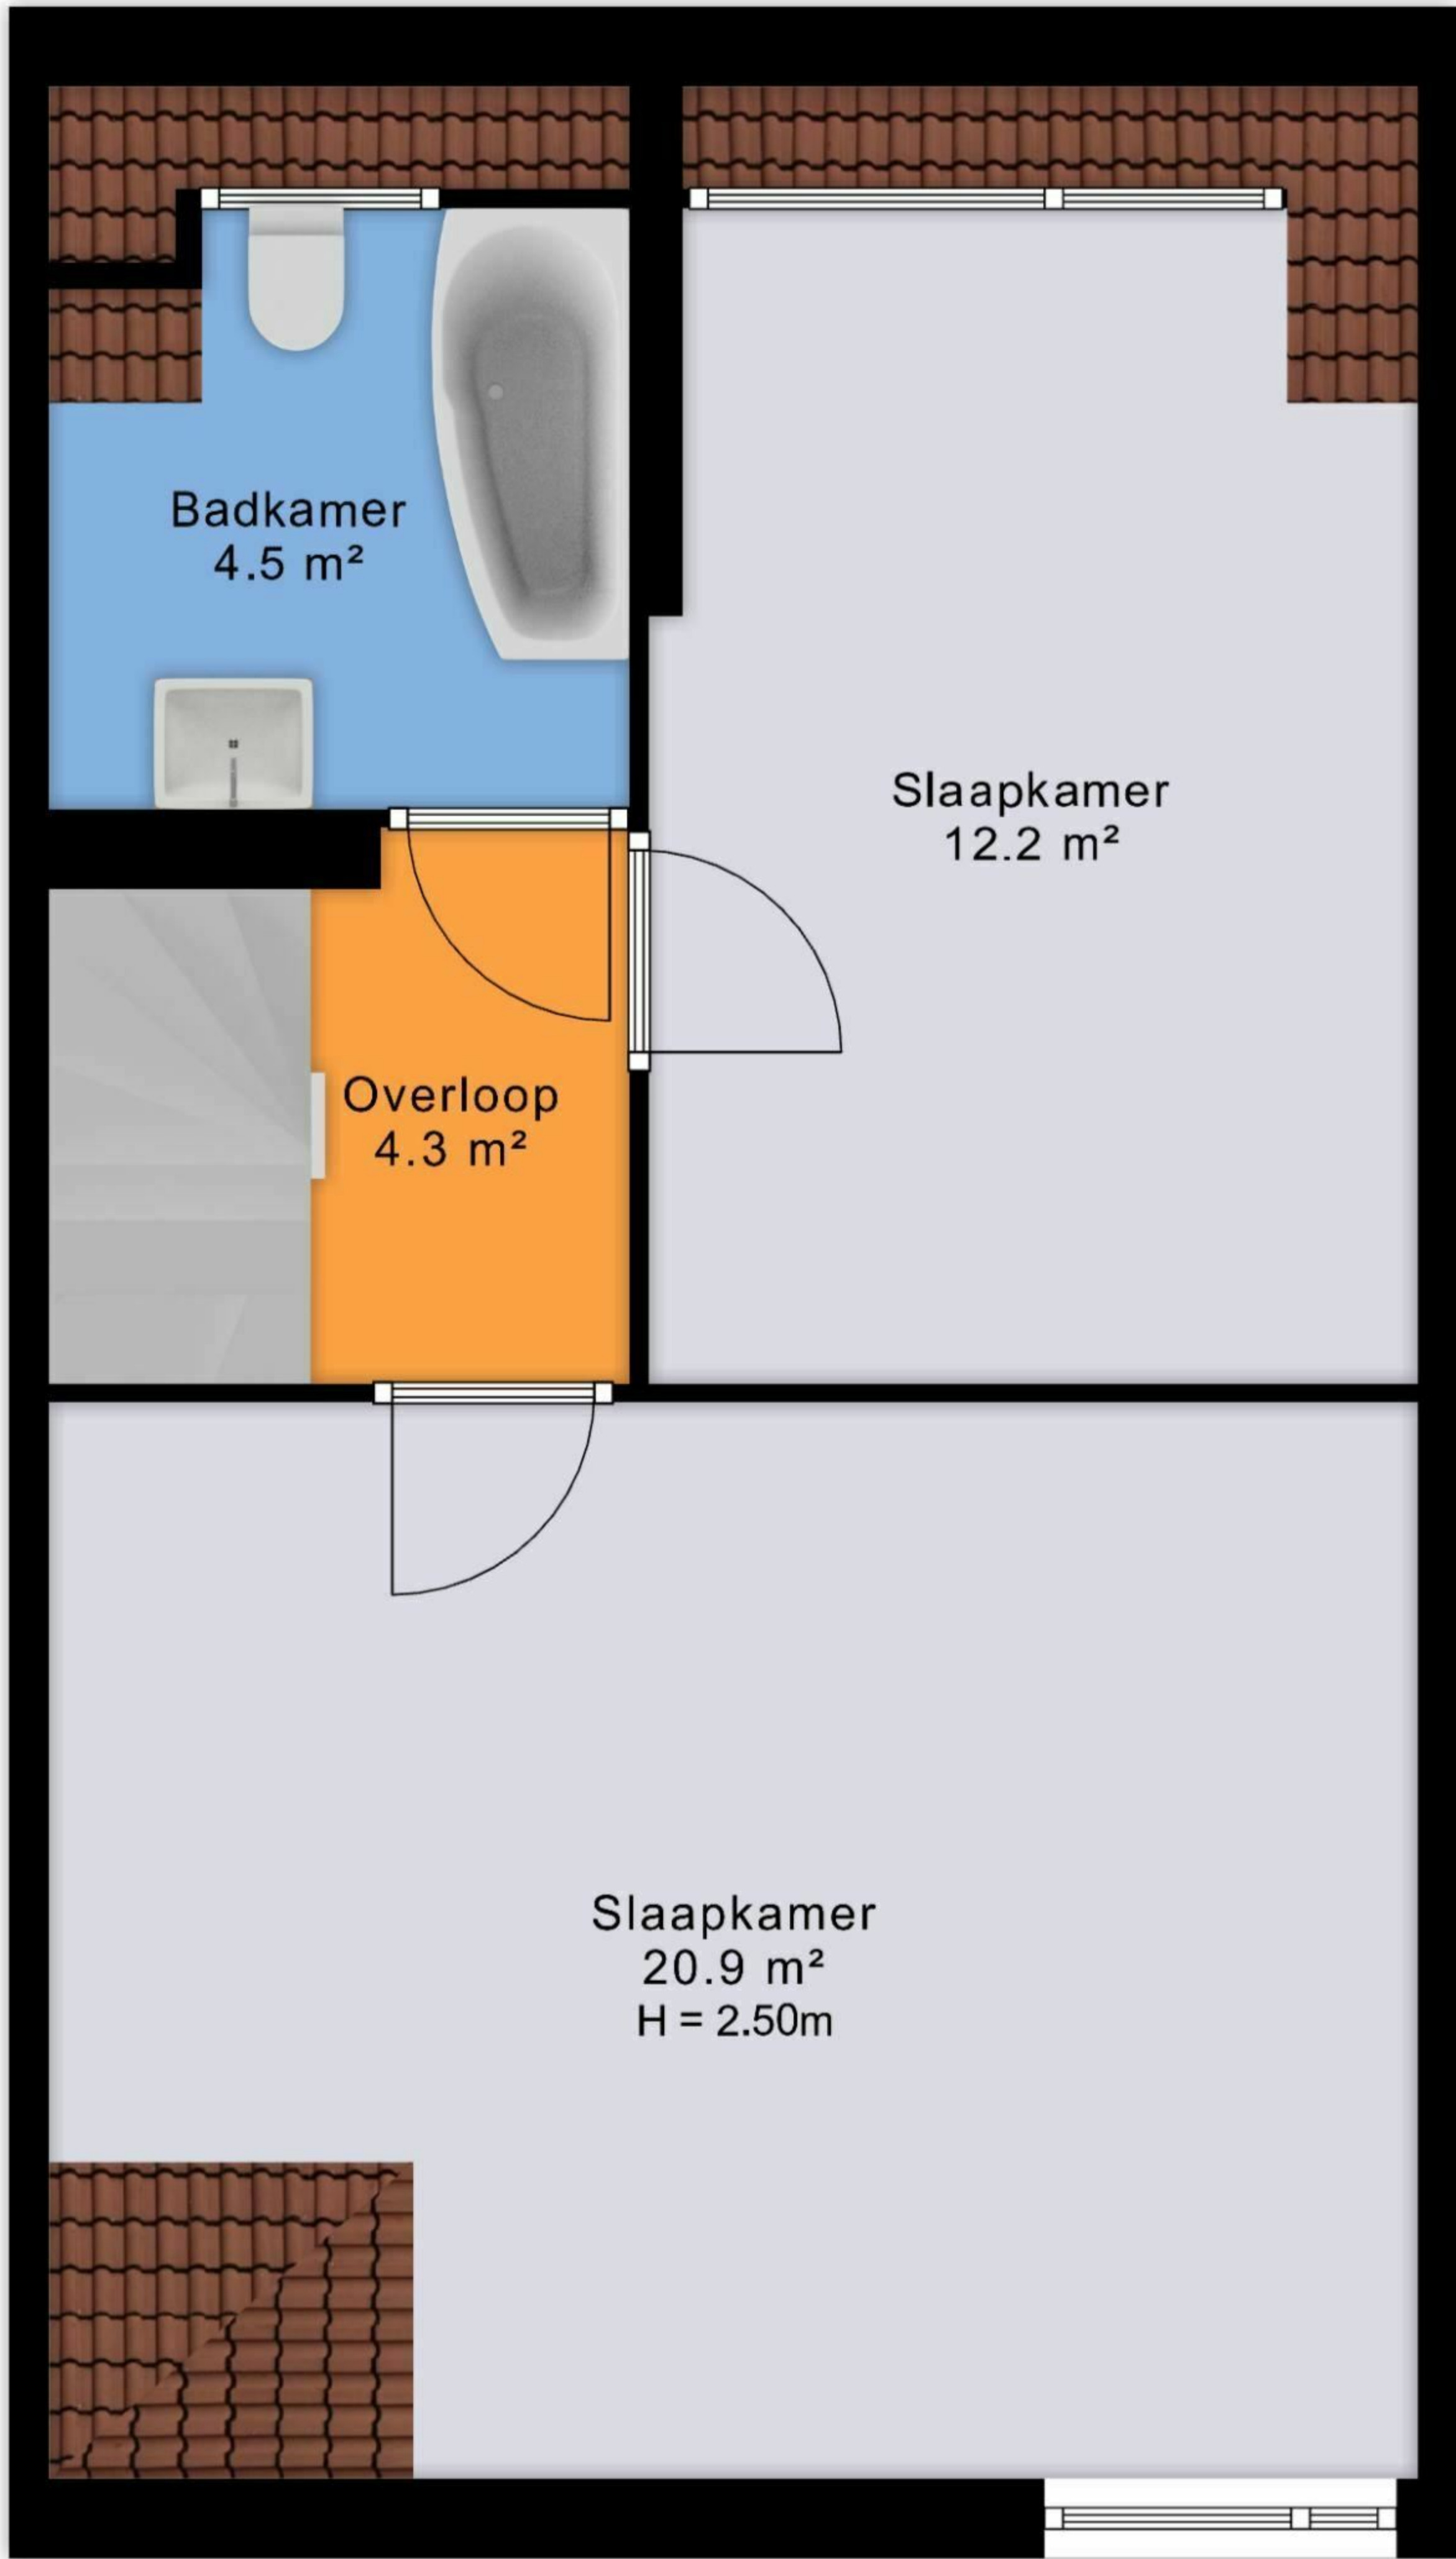 Badkamer
4.5 m²
Slaapkamer
12.2 m²
Overloop
4.3 m²
Slaapkamer
20.9 m²
H = 2.50m